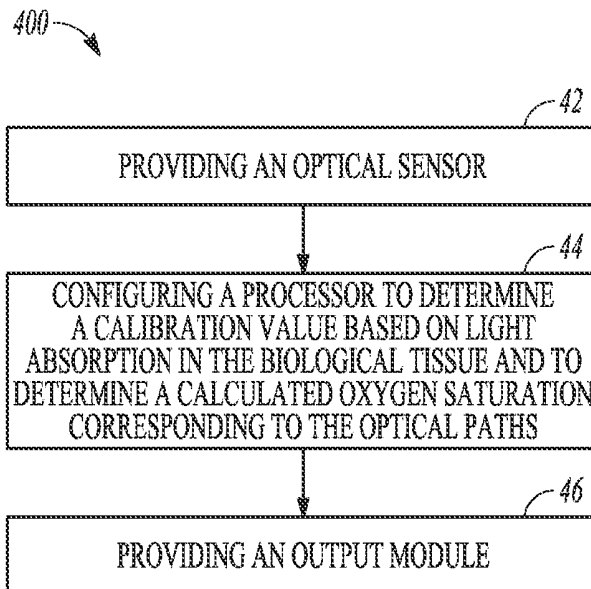 400
42
PROVIDING AN OPTICAL SENSOR
44
CONFIGURING A PROCESSOR TO DETERMINE
A CALIBRATION VALUE BASED ON LIGHT
ABSORPTION IN THE BIOLOGICAL TISSUE AND TO
DETERMINE A CALCULATED OXYGEN SATURATION
CORRESPONDING TO THE OPTICAL PATHS
46
PROVIDING AN OUTPUT MODULE